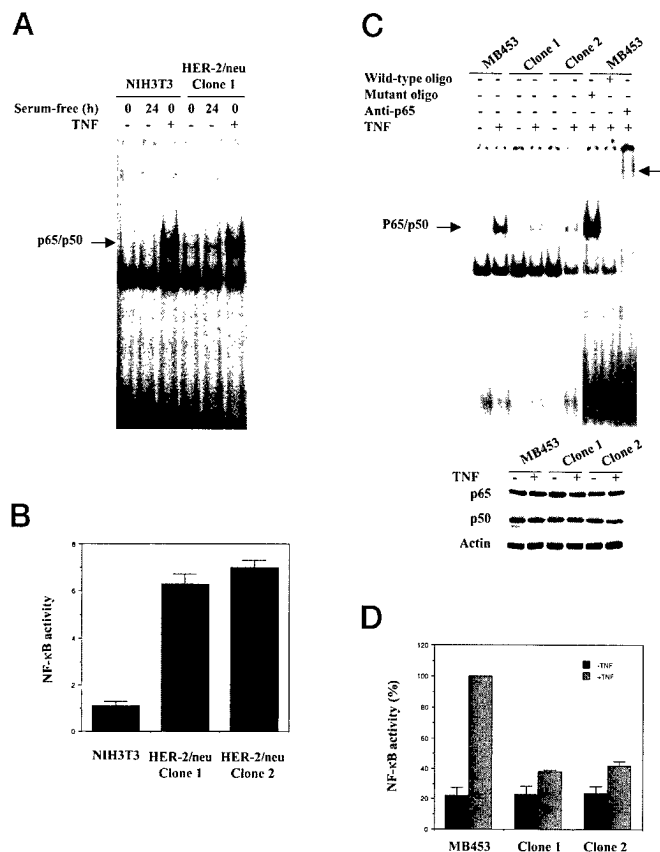 A
NIH3T3
HER-2/neu
Clone 1
Serum-free (h) 0 24 0 0 24 0
TNF - - + - - +
p65/p50
B
NF-κB activity
8
6
4
2
0
NIH3T3
HER-2/neu
Clone 1
HER-2/neu
Clone 2
C
MB453 Clone 1 Clone 2 MB453
Wild-type oligo - - - - - - - + -
Mutant oligo - - - - - - + - -
Anti-p65 - - - - - - - - +
TNF - + - + - + + + +
P65/p50
MB453 Clone 1 Clone 2
TNF - + - + - +
p65
p50
Actin
D
NF-κB activity (%)
120
100
80
60
40
20
0
-TNF
+TNF
MB453 Clone 1 Clone 2